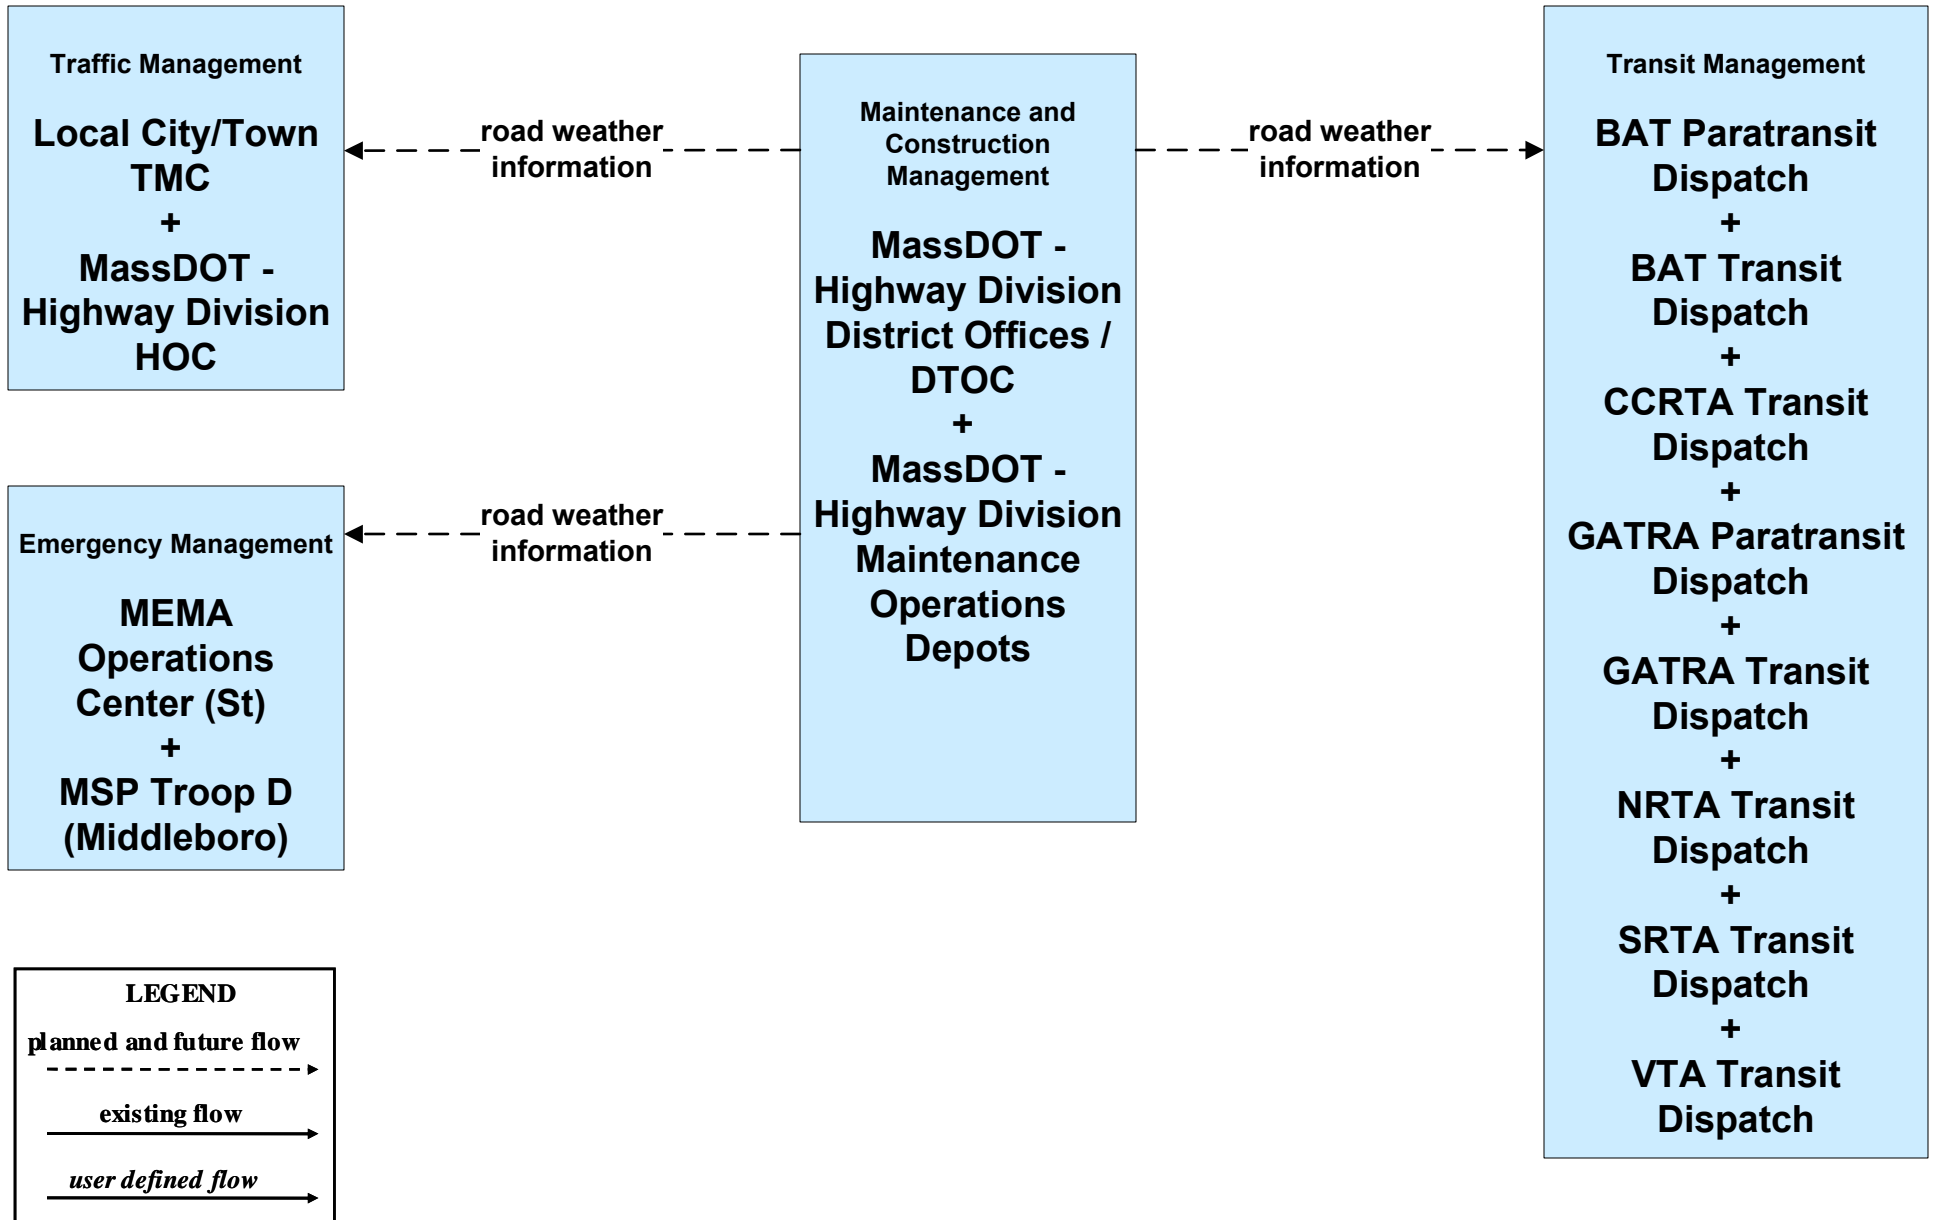 Traffic Management
Local City/Town
TMC
+
MassDOT -
Highway Division
HOC
road weather
information
Maintenance and
Construction
Management
MassDOT -
Highway Division
District Offices /
DTOC
+
MassDOT -
Highway Division
Maintenance
Operations
Depots
road weather
information
Transit Management
BAT Paratransit
Dispatch
+
BAT Transit
Dispatch
+
CCRTA Transit
Dispatch
+
GATRA Paratransit
Dispatch
+
GATRA Transit
Dispatch
+
NRTA Transit
Dispatch
+
SRTA Transit
Dispatch
+
VTA Transit
Dispatch
Emergency Management
MEMA
Operations
Center (St)
+
MSP Troop D
(Middleboro)
road weather
information
LEGEND
planned and future flow
existing flow
user defined flow